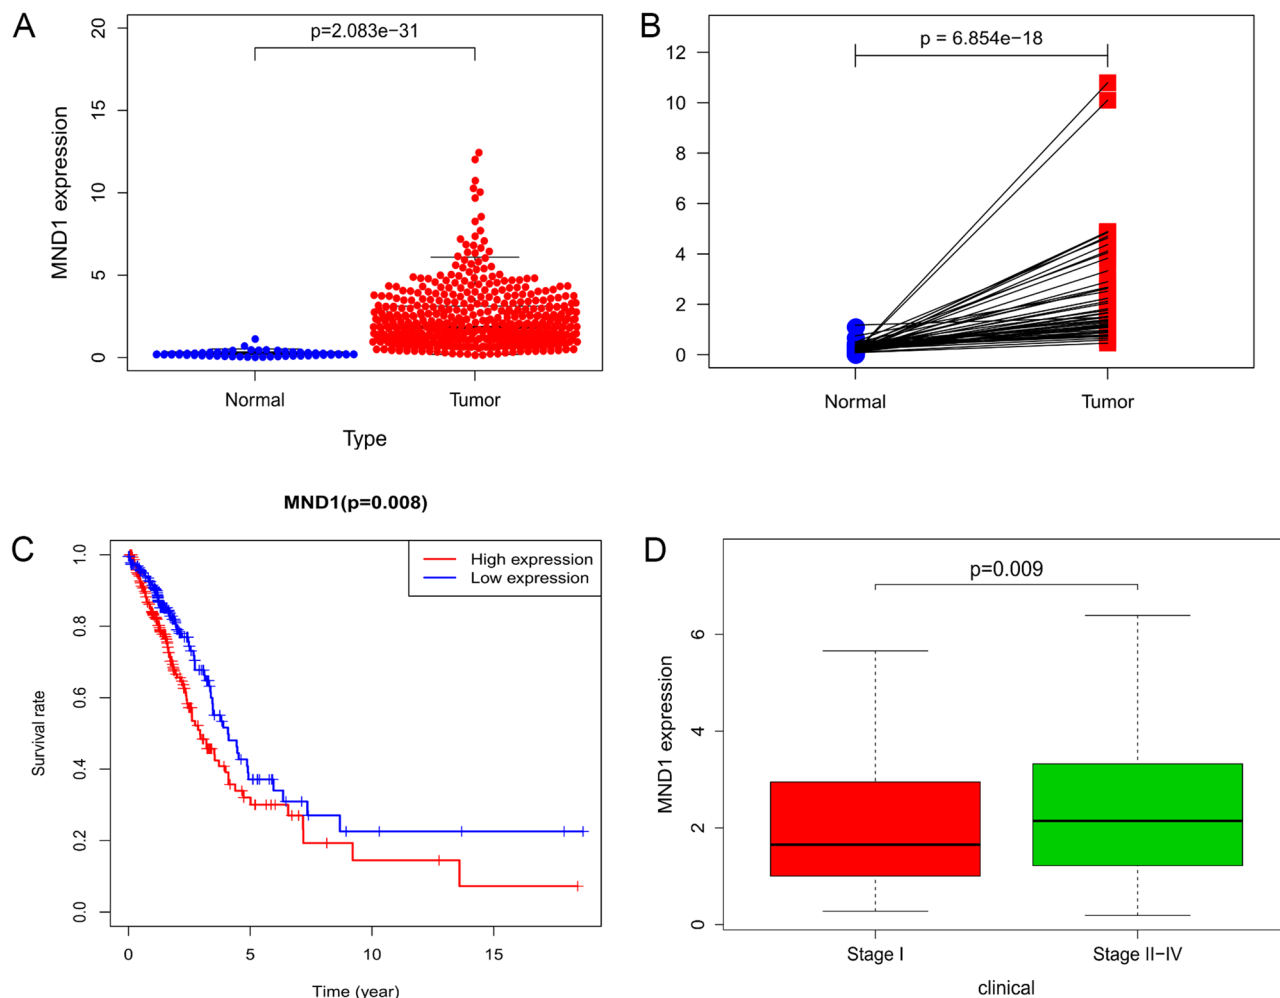 A
p=2.083e−31
20
15
10
5
0
MND1 expression
Normal
Tumor
Type
B
p = 6.854e−18
12
10
8
6
4
2
0
Normal
Tumor
MND1(p=0.008)
C
High expression
Low expression
1.0
0.8
0.6
0.4
0.2
0.0
Survival rate
0
5
10
15
Time (year)
D
p=0.009
6
4
2
0
MND1 expression
Stage I
Stage II−IV
clinical